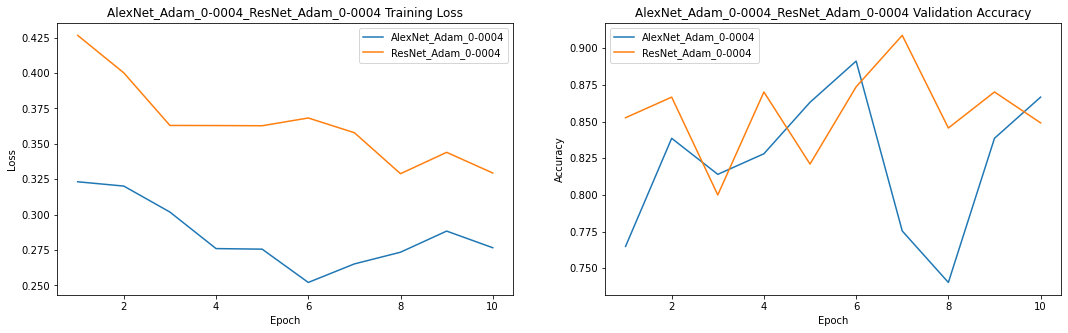 AlexNet_Adam_0-0004_ResNet_Adam_0-0004 Training Loss
AlexNet_Adam_0-0004
ResNet_Adam_0-0004
0.425
0.400
0.375
0.350
0.325
0.300
0.275
0.250
Loss
2 4 6 8 10
Epoch
AlexNet_Adam_0-0004_ResNet_Adam_0-0004 Validation Accuracy
AlexNet_Adam_0-0004
ResNet_Adam_0-0004
0.900
0.875
0.850
0.825
0.800
0.775
0.750
Accuracy
2 4 6 8 10
Epoch